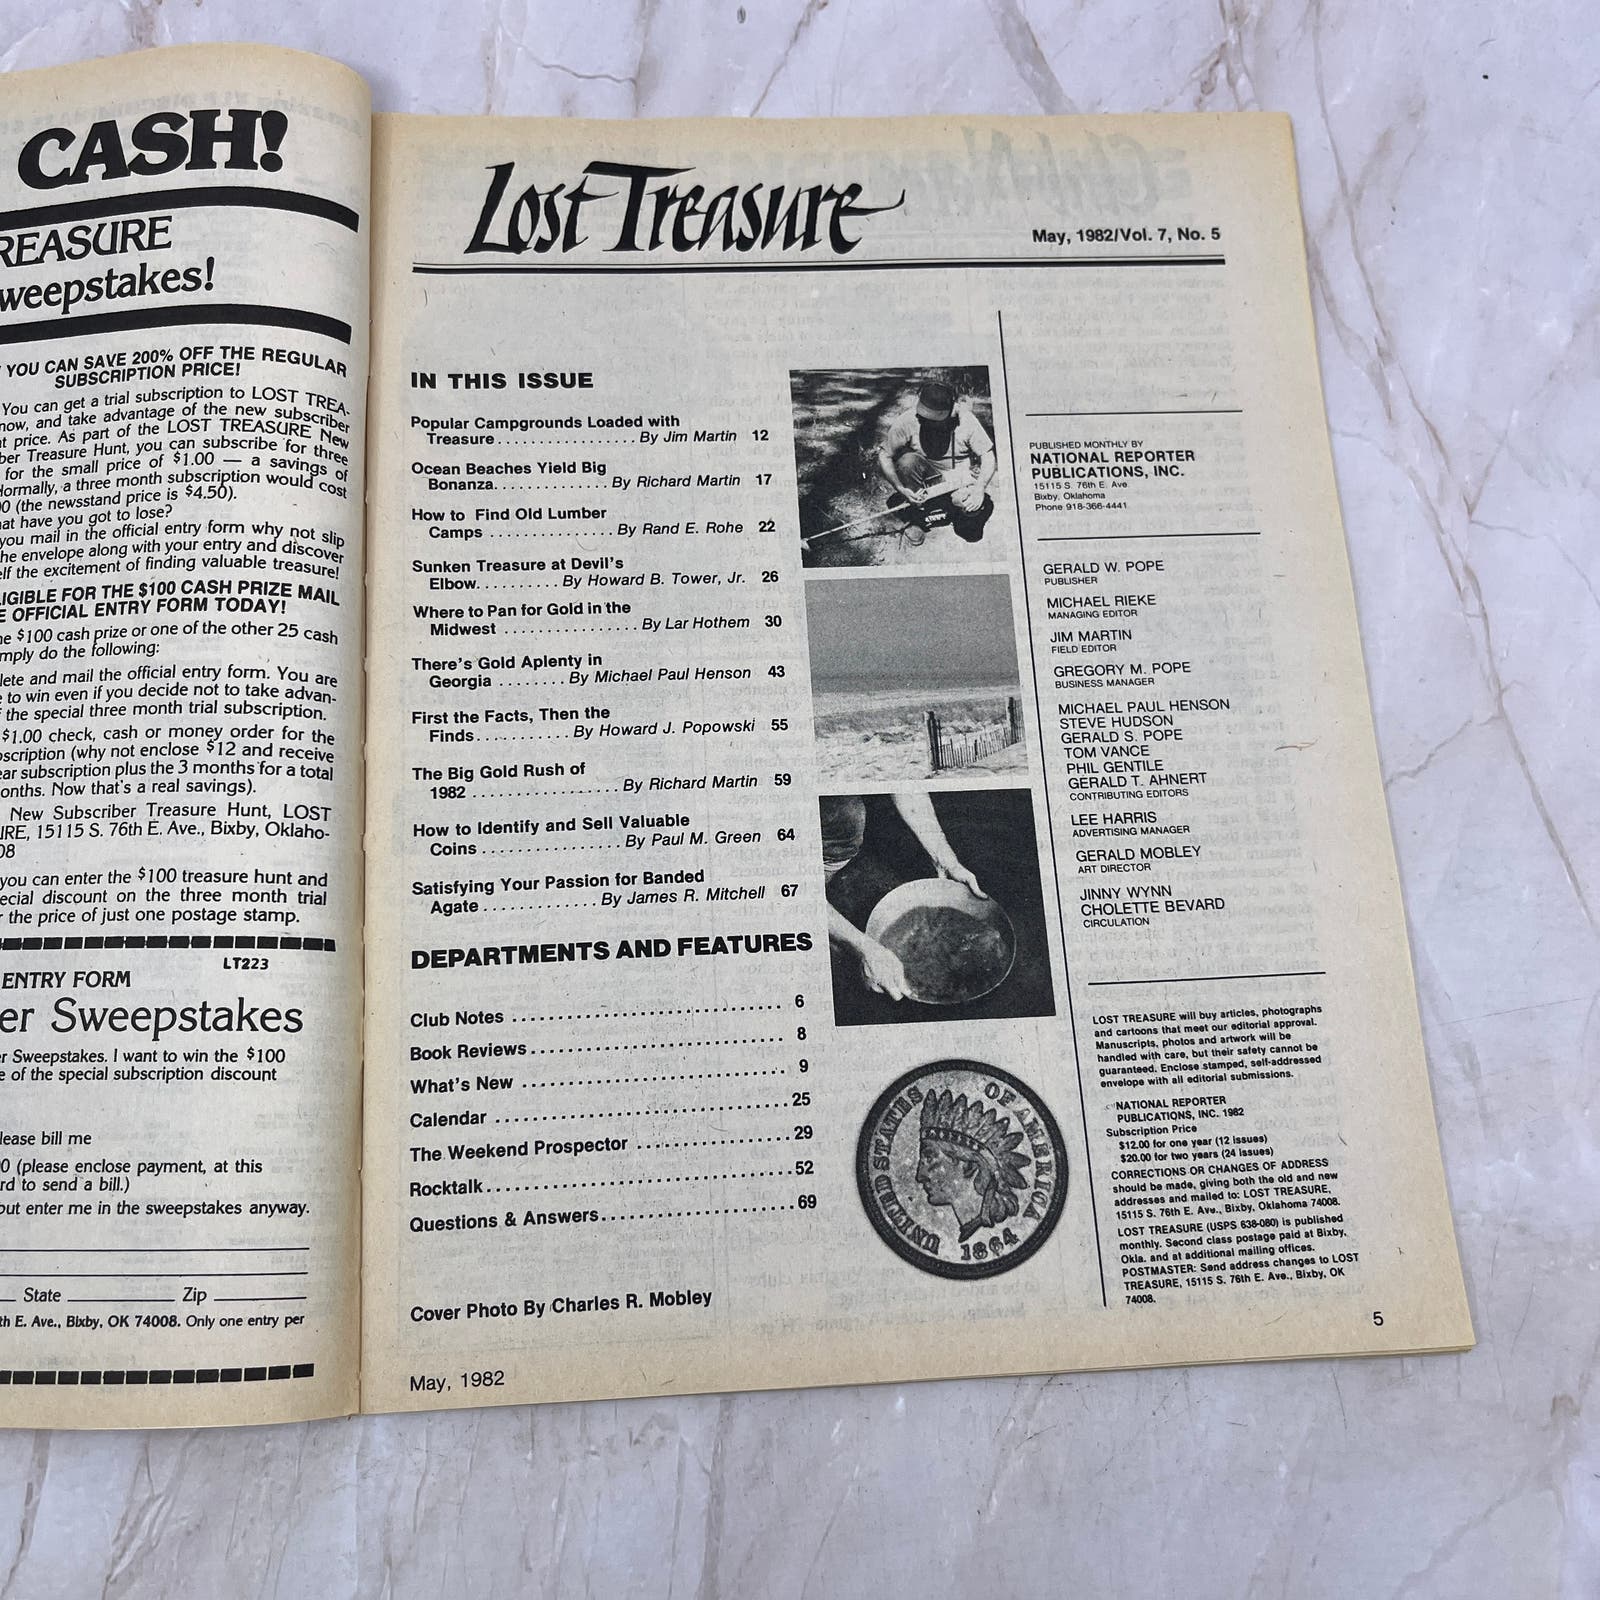 CASH!
REASURE
weepstakes!
YOU CAN SAVE 200% OFF THE REGULAR
SUBSCRIPTION PRICE!
You can get a trial subscription to LOST TREA-
now, and take advantage of the new subscriber
price. As part of the LOST TREASURE New
ber Treasure Hunt, you can subscribe for three
for the small price of $1.00 — a savings of
Normally, a three month subscription would cost
0 (the newsstand price is $4.50).
at have you got to lose?
you mail in the official entry form why not slip
he envelope along with your entry and discover
elf the excitement of finding valuable treasure!
LIGIBLE FOR THE $100 CASH PRIZE MAIL
E OFFICIAL ENTRY FORM TODAY!
he $100 cash prize or one of the other 25 cash
mply do the following:
lete and mail the official entry form. You are
e to win even if you decide not to take advan-
f the special three month trial subscription.
$1.00 check, cash or money order for the
bscription (why not enclose $12 and receive
ear subscription plus the 3 months for a total
onths. Now that's a real savings).
New Subscriber Treasure Hunt, LOST
URE, 15115 S. 76th E. Ave., Bixby, Oklaho-
08
you can enter the $100 treasure hunt and
ecial discount on the three month trial
r the price of just one postage stamp.
LT223
ENTRY FORM
er Sweepstakes
er Sweepstakes. I want to win the $100
e of the special subscription discount
lease bill me
0 (please enclose payment, at this
rd to send a bill.)
but enter me in the sweepstakes anyway.
State Zip
th E. Ave., Bixby, OK 74008. Only one entry per
Lost Treasure
May, 1982/Vol. 7, No. 5
IN THIS ISSUE
Popular Campgrounds Loaded with
Treasure................. By Jim Martin 12
Ocean Beaches Yield Big
Bonanza.............. By Richard Martin 17
How to Find Old Lumber
Camps ............... By Rand E. Rohe 22
Sunken Treasure at Devil's
Elbow.......... By Howard B. Tower, Jr. 26
Where to Pan for Gold in the
Midwest ................ By Lar Hothem 30
There's Gold Aplenty in
Georgia ........ By Michael Paul Henson 43
First the Facts, Then the
Finds.......... By Howard J. Popowski 55
The Big Gold Rush of
1982 ................. By Richard Martin 59
How to Identify and Sell Valuable
Coins ................ By Paul M. Green 64
Satisfying Your Passion for Banded
Agate ............. By James R. Mitchell 67
DEPARTMENTS AND FEATURES
Club Notes ................................ 6
Book Reviews.............................. 8
What's New ................................ 9
Calendar .................................. 25
The Weekend Prospector .................. 29
Rocktalk................................... 52
Questions & Answers...................... 69
Cover Photo By Charles R. Mobley
May, 1982
UNITED STATES OF AMERICA
1864
PUBLISHED MONTHLY BY
NATIONAL REPORTER
PUBLICATIONS, INC.
15115 S. 76th E. Ave.
Bixby, Oklahoma
Phone 918-366-4441
GERALD W. POPE
PUBLISHER
MICHAEL RIEKE
MANAGING EDITOR
JIM MARTIN
FIELD EDITOR
GREGORY M. POPE
BUSINESS MANAGER
MICHAEL PAUL HENSON
STEVE HUDSON
GERALD S. POPE
TOM VANCE
PHIL GENTILE
GERALD T. AHNERT
CONTRIBUTING EDITORS
LEE HARRIS
ADVERTISING MANAGER
GERALD MOBLEY
ART DIRECTOR
JINNY WYNN
CHOLETTE BEVARD
CIRCULATION
LOST TREASURE will buy articles, photographs
and cartoons that meet our editorial approval.
Manuscripts, photos and artwork will be
handled with care, but their safety cannot be
guaranteed. Enclose stamped, self-addressed
envelope with all editorial submissions.
NATIONAL REPORTER
PUBLICATIONS, INC. 1982
Subscription Price
$12.00 for one year (12 issues)
$20.00 for two years (24 issues)
CORRECTIONS OR CHANGES OF ADDRESS
should be made, giving both the old and new
addresses and mailed to: LOST TREASURE,
15115 S. 76th E. Ave., Bixby, Oklahoma 74008.
LOST TREASURE (USPS 638-080) is published
monthly. Second class postage paid at Bixby,
Okla. and at additional mailing offices.
POSTMASTER: Send address changes to LOST
TREASURE, 15115 S. 76th E. Ave., Bixby, OK
74008.
5